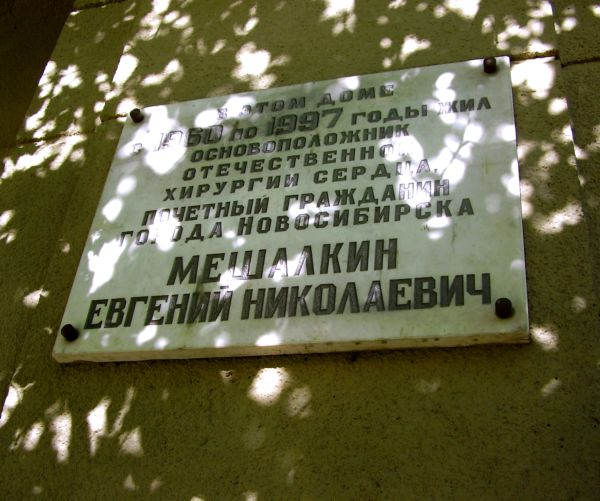 В ЭТОМ ДОМЕ
с 1960 по 1997 ГОДЫ ЖИЛ
ОСНОВОПОЛОЖНИК
ОТЕЧЕСТВЕННОЙ
ХИРУРГИИ СЕРДЦА,
ПОЧЕТНЫЙ ГРАЖДАНИН
ГОРОДА НОВОСИБИРСКА
МЕШАЛКИН
ЕВГЕНИЙ НИКОЛАЕВИЧ